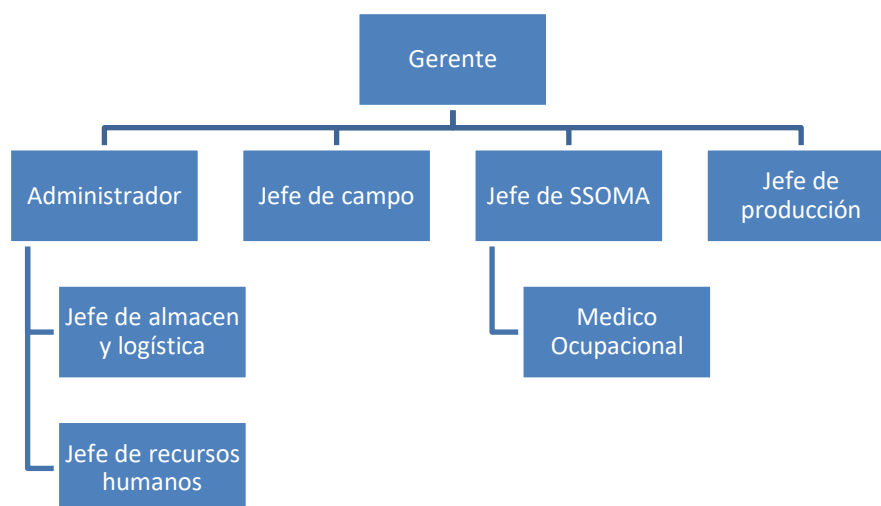 Gerente
Administrador
Jefe de campo
Jefe de SSOMA
Jefe de
producción
Jefe de almacen
y logística
Medico
Ocupacional
Jefe de recursos
humanos